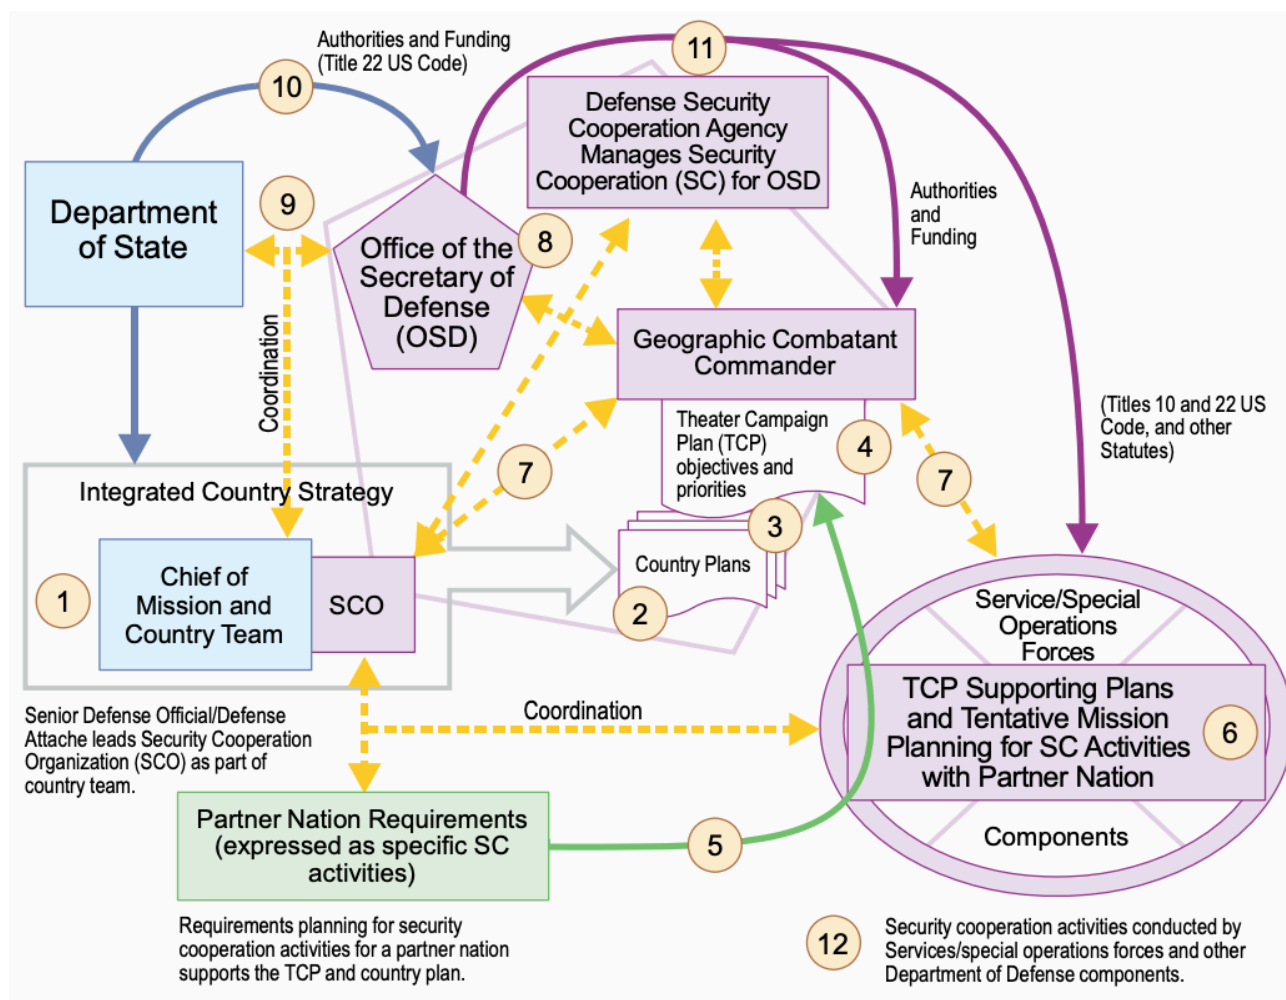 Authorities and Funding
(Title 22 US Code)
10
11
Defense Security
Cooperation Agency
Manages Security
Cooperation (SC) for OSD
Department
of State
9
Office of the
Secretary of
Defense
(OSD)
8
Authorities
and
Funding
Coordination
Geographic Combatant
Commander
Theater Campaign
Plan (TCP)
objectives and
priorities
4
(Titles 10 and 22 US
Code, and other
Statutes)
7
7
Integrated Country Strategy
3
Country Plans
2
1
Chief of
Mission and
Country Team
SCO
Service/Special
Operations
Forces
TCP Supporting Plans
and Tentative Mission
Planning for SC Activities
with Partner Nation
6
Components
Senior Defense Official/Defense
Attache leads Security Cooperation
Organization (SCO) as part of
country team.
Coordination
Partner Nation Requirements
(expressed as specific SC
activities)
5
Requirements planning for security
cooperation activities for a partner nation
supports the TCP and country plan.
12
Security cooperation activities conducted by
Services/special operations forces and other
Department of Defense components.